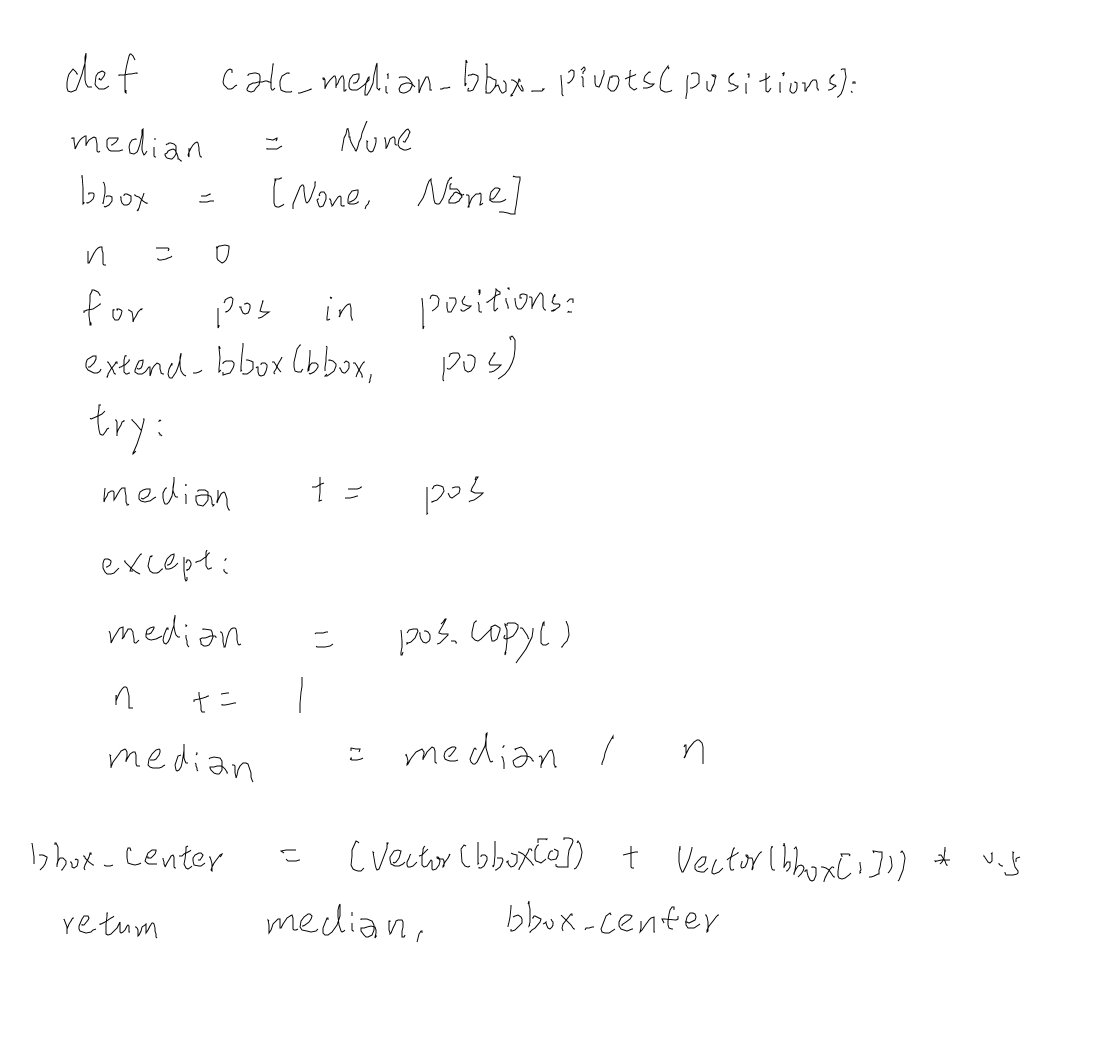 def calc_median_bbox_pivots(positions):
median = None
bbox = [None, None]
n = 0
for pos in positions:
extend_bbox(bbox, pos)
try:
median += pos
except:
median = pos.copy()
n += 1
median = median / n
bbox_center = (Vector(bbox[0]) + Vector(bbox[1])) * 0.5
return median, bbox_center